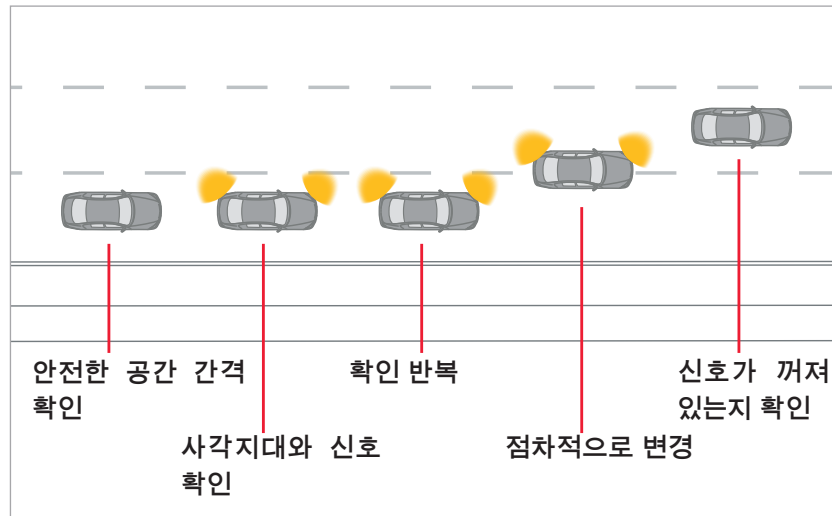 안전한 공간 간격
확인
사각지대와 신호
확인
확인 반복
점차적으로 변경
신호가 꺼져
있는지 확인